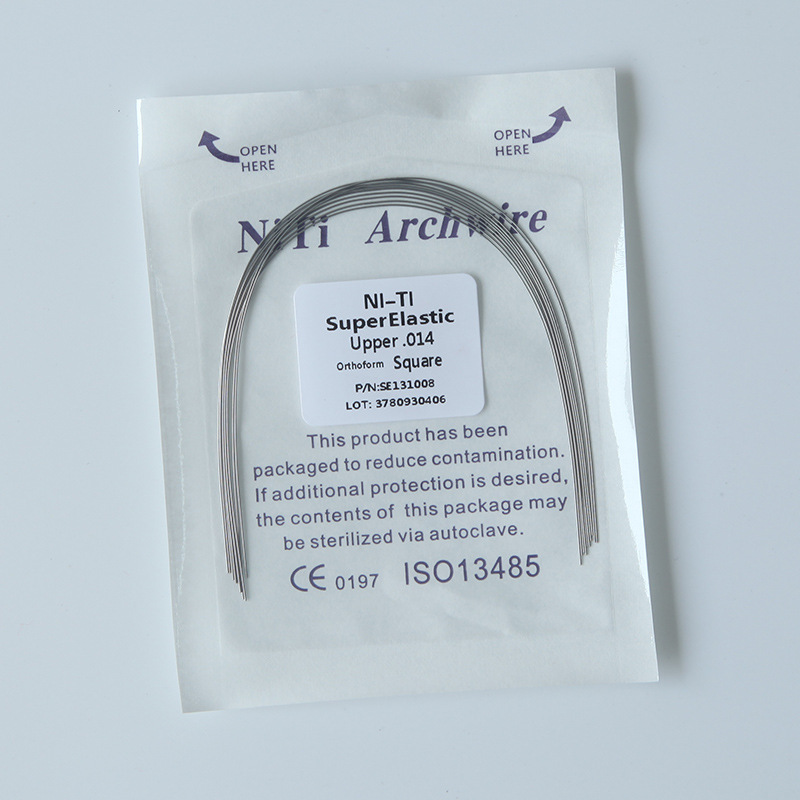 OPEN
HERE
OPEN
HERE
NiTi Archwire
NI-TI
SuperElastic
Upper .014
Orthoform Square
P/N:SE131008
LOT: 3780930406
This product has been
packaged to reduce contamination.
If additional protection is desired,
the contents of this package may
be sterilized via autoclave.
CE 0197 ISO13485